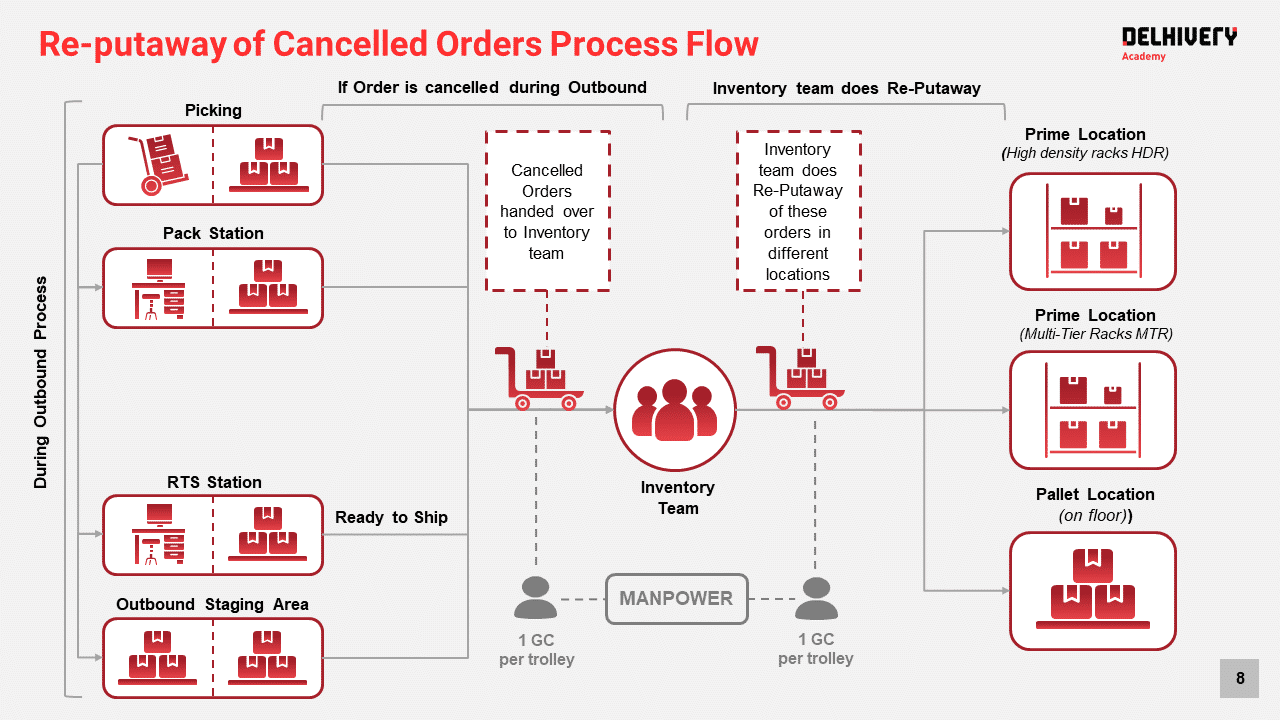 Re-putaway of Cancelled Orders Process Flow
DELHIVERY
Academy
If Order is cancelled during Outbound
Inventory team does Re-Putaway
During Outbound Process
Picking
Pack Station
RTS Station
Ready to Ship
Outbound Staging Area
Cancelled
Orders
handed over
to Inventory
team
Inventory
Team
Inventory
team does
Re-Putaway
of these
orders in
different
locations
MANPOWER
1 GC
per trolley
1 GC
per trolley
Prime Location
(High density racks HDR)
Prime Location
(Multi-Tier Racks MTR)
Pallet Location
(on floor))
8